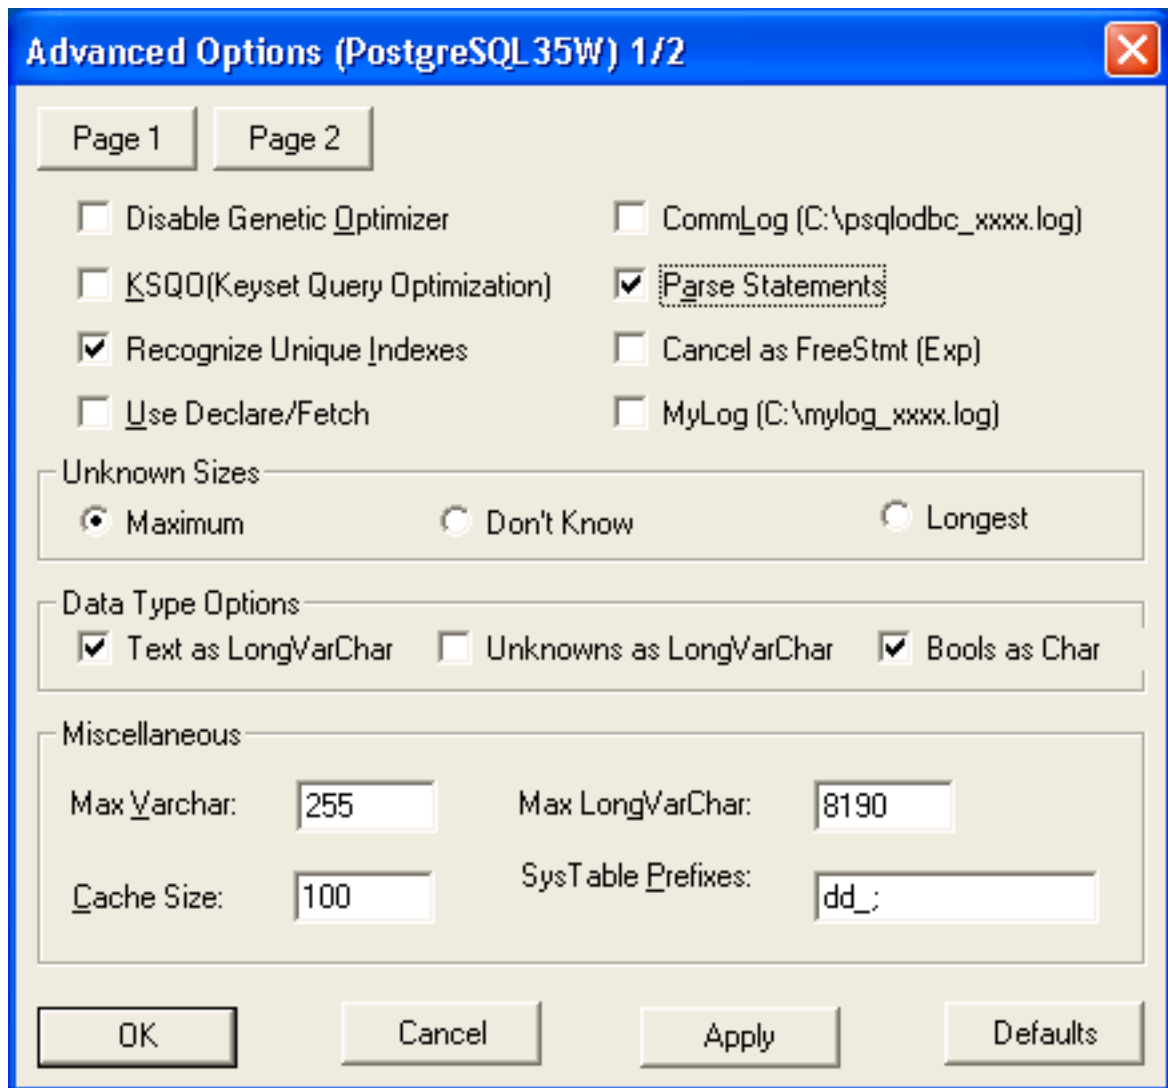 Advanced Options (PostgreSQL35W) 1/2
Page 1 Page 2
Disable Genetic Optimizer CommLog (C:\psqlodbc_xxxx.log)
KSQO(Keyset Query Optimization) Parse Statements
Recognize Unique Indexes Cancel as FreeStmt (Exp)
Use Declare/Fetch MyLog (C:\mylog_xxxx.log)
Unknown Sizes
Maximum Don't Know Longest
Data Type Options
Text as LongVarChar Unknowns as LongVarChar Bools as Char
Miscellaneous
Max Varchar: 255 Max LongVarChar: 8190
Cache Size: 100 SysTable Prefixes: dd_;
OK Cancel Apply Defaults